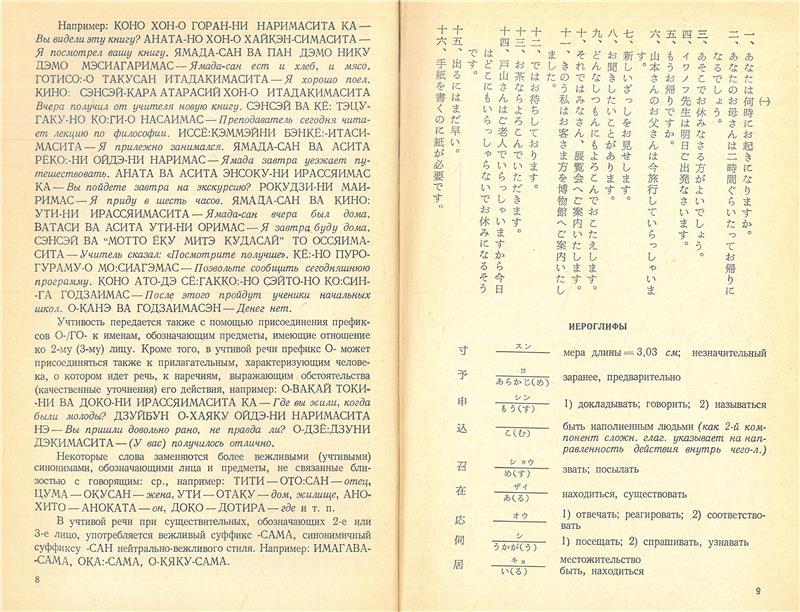 Например: ҚОНО ХОН-О ГОРАН-НИ НАРИМАСИТА ҚА —
Вы видели эту книгу? АНАТА-НО ХОН-О ХАЙҚЭН-СИМАСИТА —
Я посмотрел вашу книгу. ЯМАДА-САН ВА ПАН ДЭМО НИКУ
ДЭМО МЭСИАГАРИМАС — Ямада-сан ест и хлеб, и мясо.
ГОТИСО:-О ТАКУСАН ИТАДАКИМАСИТА — Я хорошо поел.
КИНО: СЭНСЭЙ-КАРА АТАРАСИЙ ХОН-О ИТАДАКИМАСИТА
Вчера получил от учителя новую книгу. СЭНСЭЙ ВА КЁ: ТЭЦУ-
ГАКУ-НО КО:ГИ-О НАСАИМАС — Преподаватель сегодня чита-
ет лекцию по философии. ИССЁ:КЭММЭЙНИ БЭНКЁ:-ИТАСИ-
МАСИТА — Я прилежно занимался. ЯМАДА-САН ВА АСИТА
РЁКО:-НИ ОЙДЭ-НИ НАРИМАС — Ямада завтра уезжает пу-
тешествовать. АНАТА ВА АСИТА ЭНСОКУ-НИ ИРАССЯИМАС
КА — Вы пойдете завтра на экскурсию? РОКУДЗИ-НИ МАИ-
РИМАС — Я приду в шесть часов. ЯМАДА-САН ВА КИНО:
УТИ-НИ ИРАССЯИМАСИТА — Ямада-сан вчера был дома.
ВАТАСИ ВА АСИТА УТИ-НИ ОРИМАС — Я завтра буду дома.
СЭНСЭЙ ВА "МОТТО ЁКУ МИТЭ КУДАСАЙ" ТО ОССЯИМА-
СИТА — Учитель сказал: «Посмотрите получше». КЁ:-НО ПУРО-
ГУРАМУ-О МО:СИАГЭМАС — Позвольте сообщить сегодняшнюю
программу. КОНО АТО-ДЭ СЁ:ГАККО:-НО СЭЙТО-НО КО:СИН-
-ГА ГОДЗАИМАС — После этого пройдут ученики начальных
школ. О-КАНЭ ВА ГОДЗАИМАСЭН — Денег нет.
Учтивость передается также с помощью присоединения префик-
сов О-/ГО- к именам, обозначающим предметы, имеющие отношение
ко 2-му (3-му) лицу. Кроме того, в учтивой речи префикс О- может
присоединяться также к прилагательным, характеризующим челове-
ка, о котором идет речь, к наречиям, выражающим обстоятельства
(качественные уточнения) его действия, например: О-ВАКАЙ ТОКИ-
-НИ ВА ДОКО-НИ ИРАССЯИМАСИТА КА — Где вы жили, когда
были молоды? ДЗУЙБУН О-ХАЯКУ ОЙДЭ-НИ НАРИМАСИТА
НЭ — Вы пришли довольно рано, не правда ли? О-ДЗЁ:ДЗУНИ
ДЭКИМАСИТА — (У вас) получилось отлично.
Некоторые слова заменяются более вежливыми (учтивыми)
синонимами, обозначающими лица и предметы, не связанные бли-
зостью с говорящим: ср., например: ТИТИ — ОТО:САН — отец,
ЦУМА — ОКУСАН — жена, УТИ — ОТАКУ — дом, жилище, АНО-
ХИТО — АНОКАТА — он, ДОКО — ДОТИРА — где и т. п.
В учтивой речи при существительных, обозначающих 2-е или
3-е лицо, употребляется вежливый суффикс -САМА, синонимичный
суффиксу -САН нейтрально-вежливого стиля. Например: ИМАГАВА-
-САМА, ОКА:-САМА, О-КЯКУ-САМА.
8
(一)
一、あなたは何時にお起きになりますか。
二、あなたのお母さんは二時間ぐらいたってお帰りに
なるでしょう。
三、あそこでお休みなさる方がよいでしょう。
四、イワノフ先生は明日ご出発なさいます。
五、もうお帰りですか。
六、山本さんのお父さんは今旅行していらっしゃいま
す。
七、新しいざっしをお見せします。
八、お聞きしたいことがあります。
九、どんなしつもんにもよろこんでおこたえします。
十、それではみなさん、展覧会へご案内いたします。
十一、きのう私はお客さま方を博物館へご案内いたし
ました。
十二、ではお待ちしております。
十三、お茶ならよろこんでいただきます。
十四、戸山さんはご老人でいらっしゃいますから今日
はどこにもいらっしゃらないでお休みになるそう
です。
十五、出るにはまだ早い。
十六、手紙を書くのに紙が必要です。
ИЕРОГЛИФЫ
寸 スン мера длины = 3,03 см; незначительный
予 ヨ あらかじ(め) заранее, предварительно
申 シン もう(す) 1) докладывать; говорить; 2) называться
込 こ(む) быть наполненным людьми (как 2-й ком-
понент сложн. глаг. указывает на на-
правленность действия внутрь чего-л.)
召 ショウ め(す) звать; посылать
在 ザイ あ(る) находиться, существовать
応 オウ 1) отвечать; реагировать; 2) соответство-
вать
伺 シ うかが(う) 1) посещать; 2) спрашивать, узнавать
местожительство
居 キョ い(る) быть, находиться
9